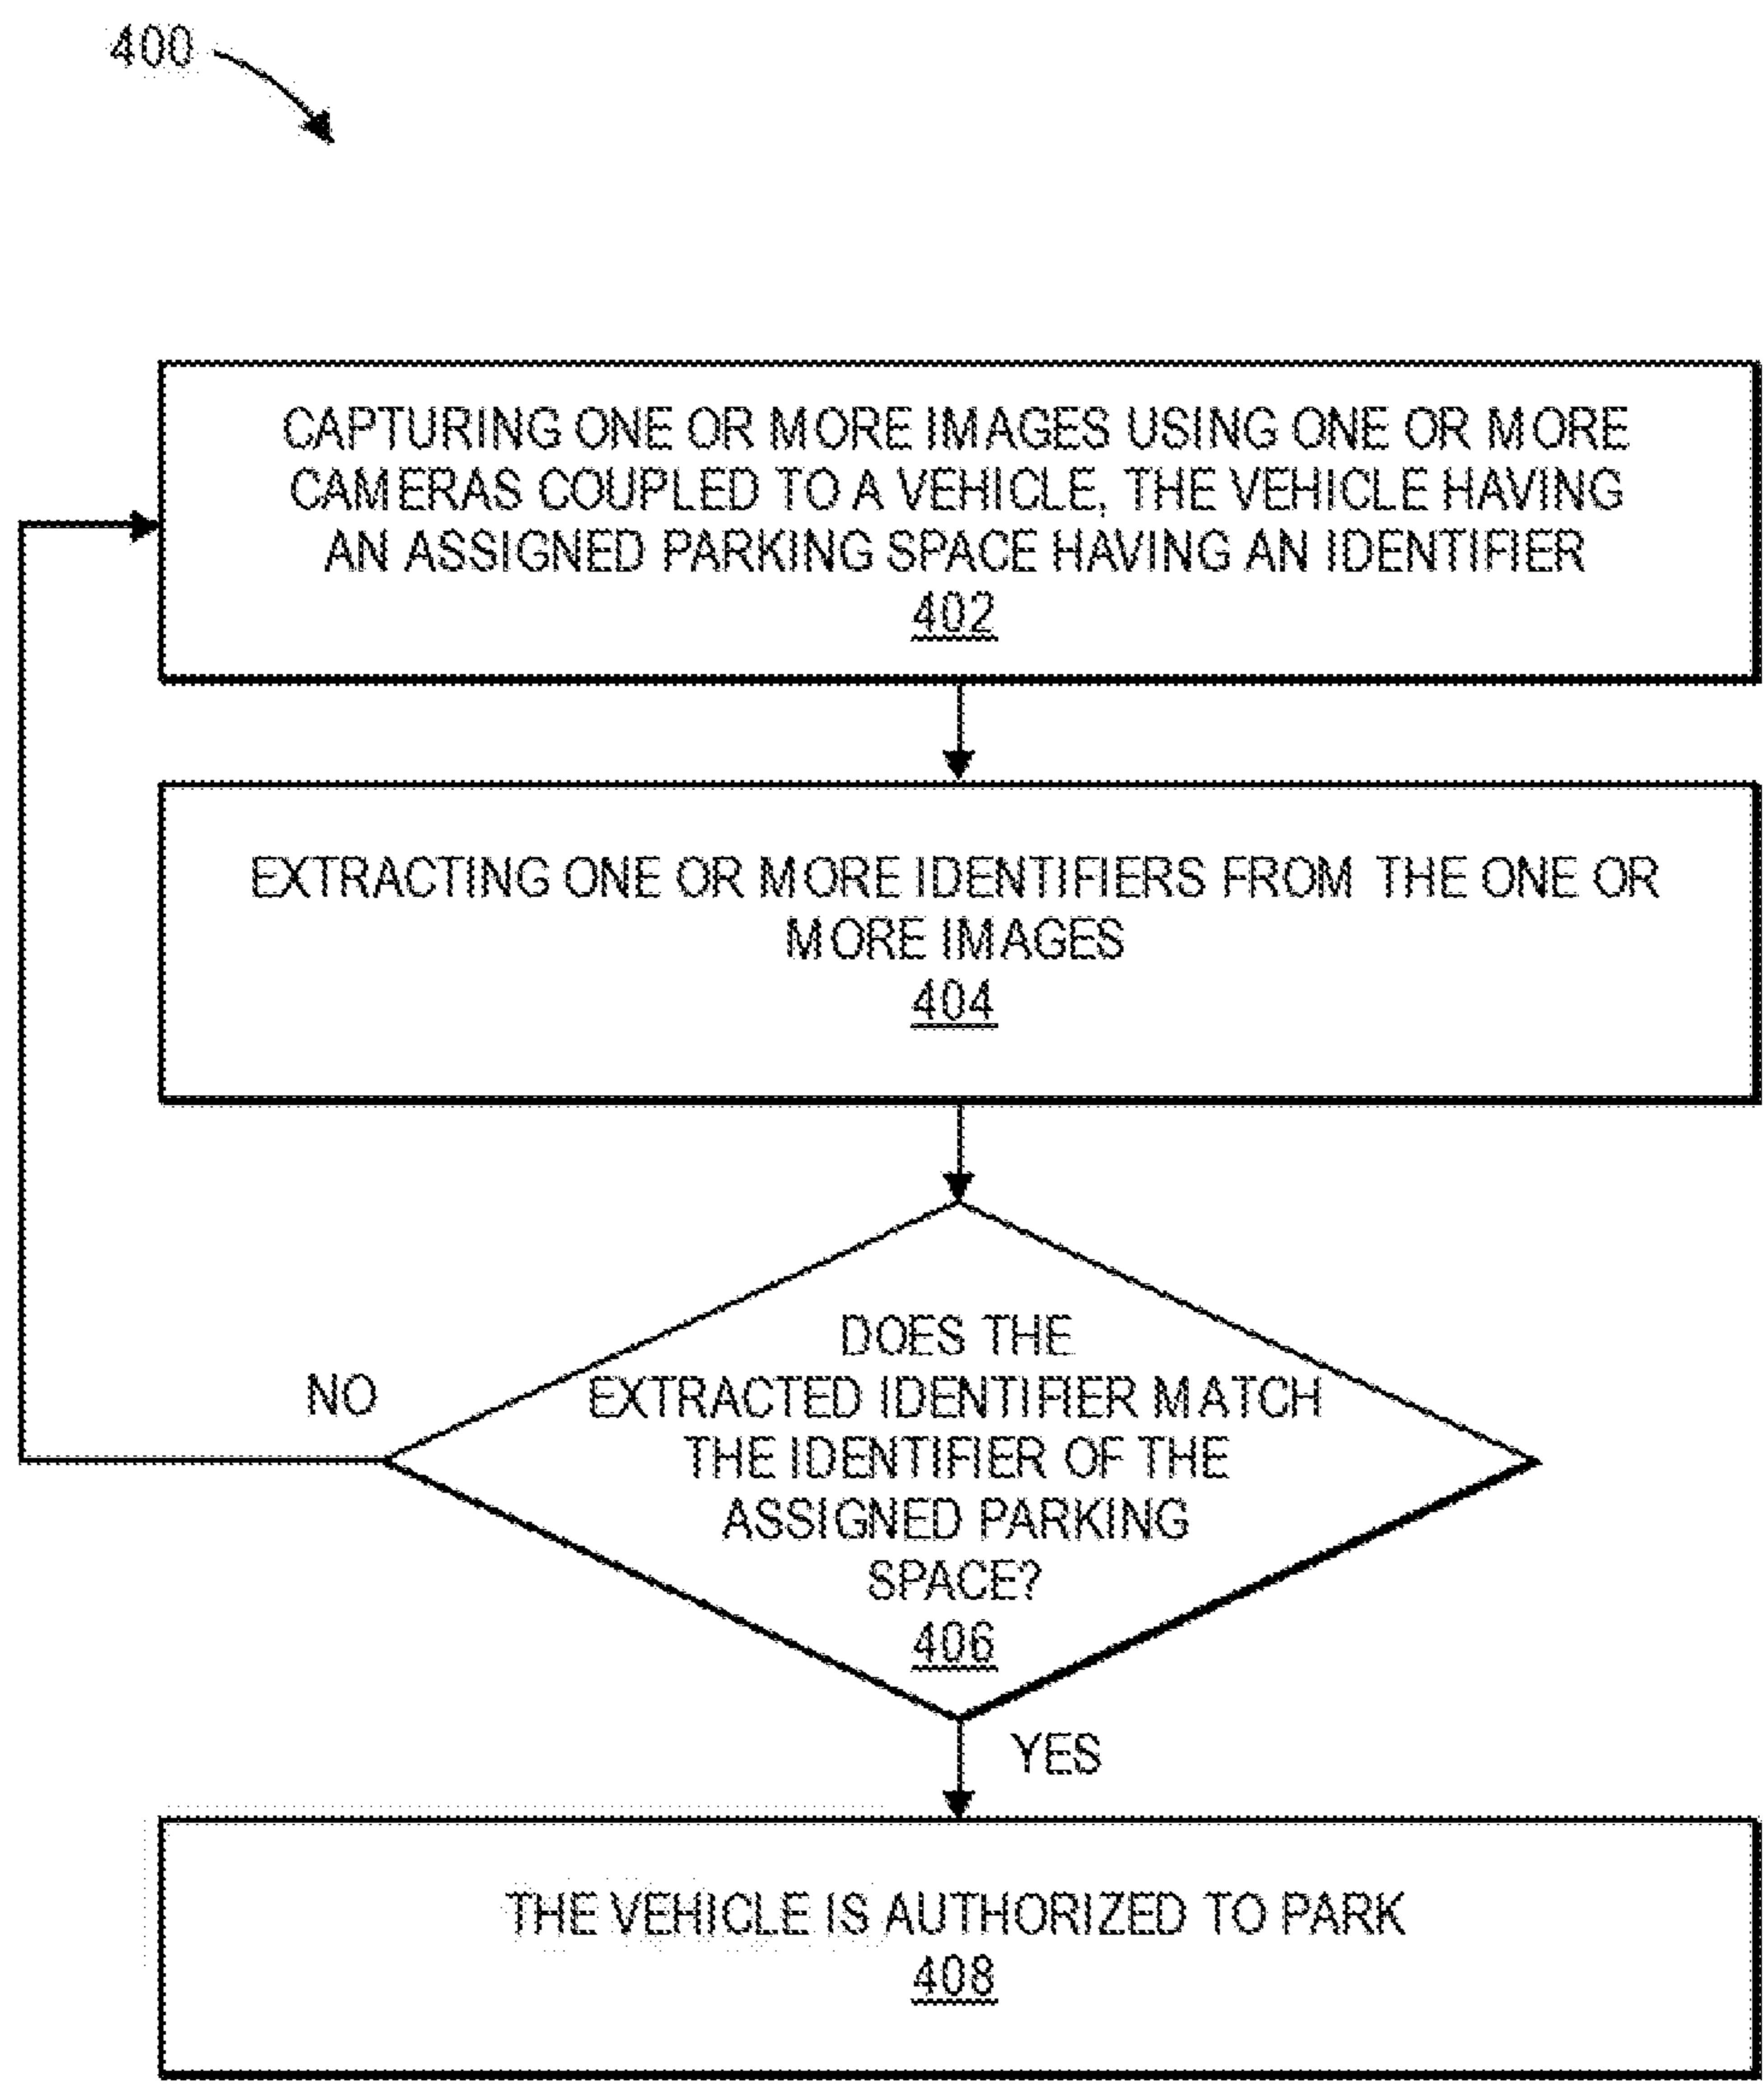 400
CAPTURING ONE OR MORE IMAGES USING ONE OR MORE
CAMERAS COUPLED TO A VEHICLE, THE VEHICLE HAVING
AN ASSIGNED PARKING SPACE HAVING AN IDENTIFIER
402
EXTRACTING ONE OR MORE IDENTIFIERS FROM THE ONE OR
MORE IMAGES
404
DOES THE
EXTRACTED IDENTIFIER MATCH
THE IDENTIFIER OF THE
ASSIGNED PARKING
SPACE?
406
NO
YES
THE VEHICLE IS AUTHORIZED TO PARK
408